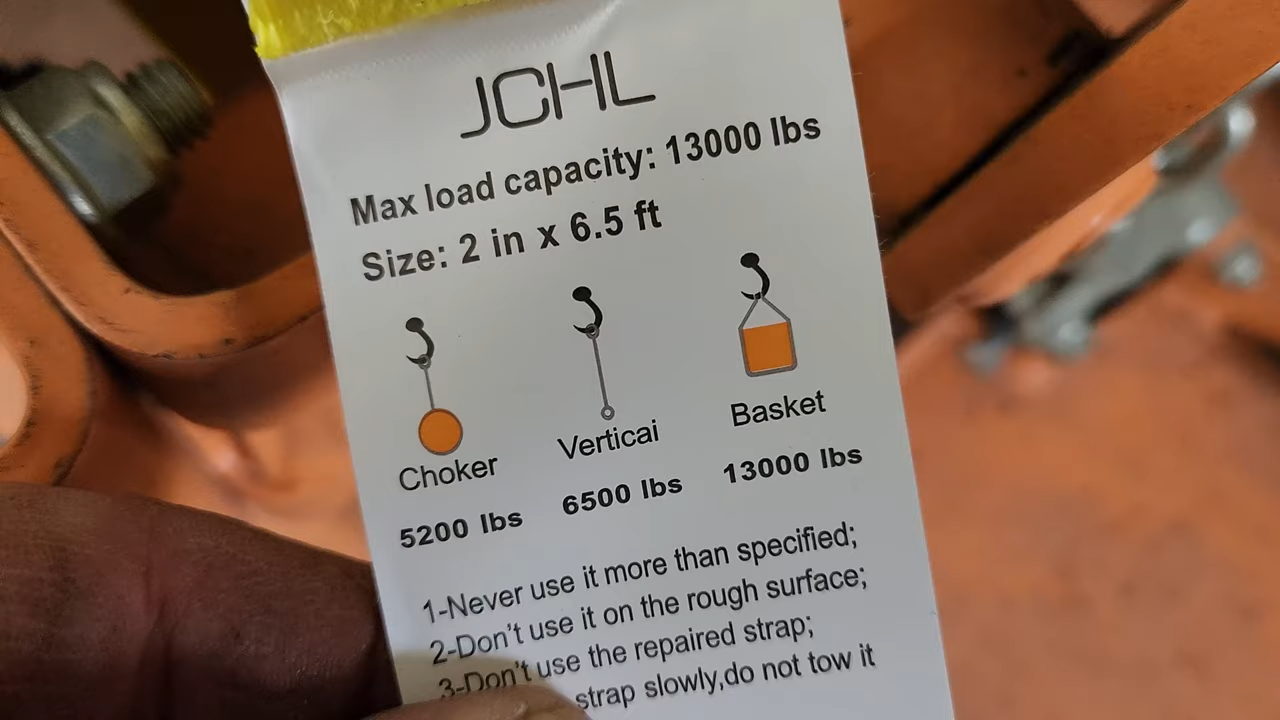 JCHL
Max load capacity: 13000 lbs
Size: 2 in x 6.5 ft
Choker Verticai Basket
5200 lbs 6500 lbs 13000 lbs
1-Never use it more than specified;
2-Don't use it on the rough surface;
3-Don't use the repaired strap;
strap slowly,do not tow it